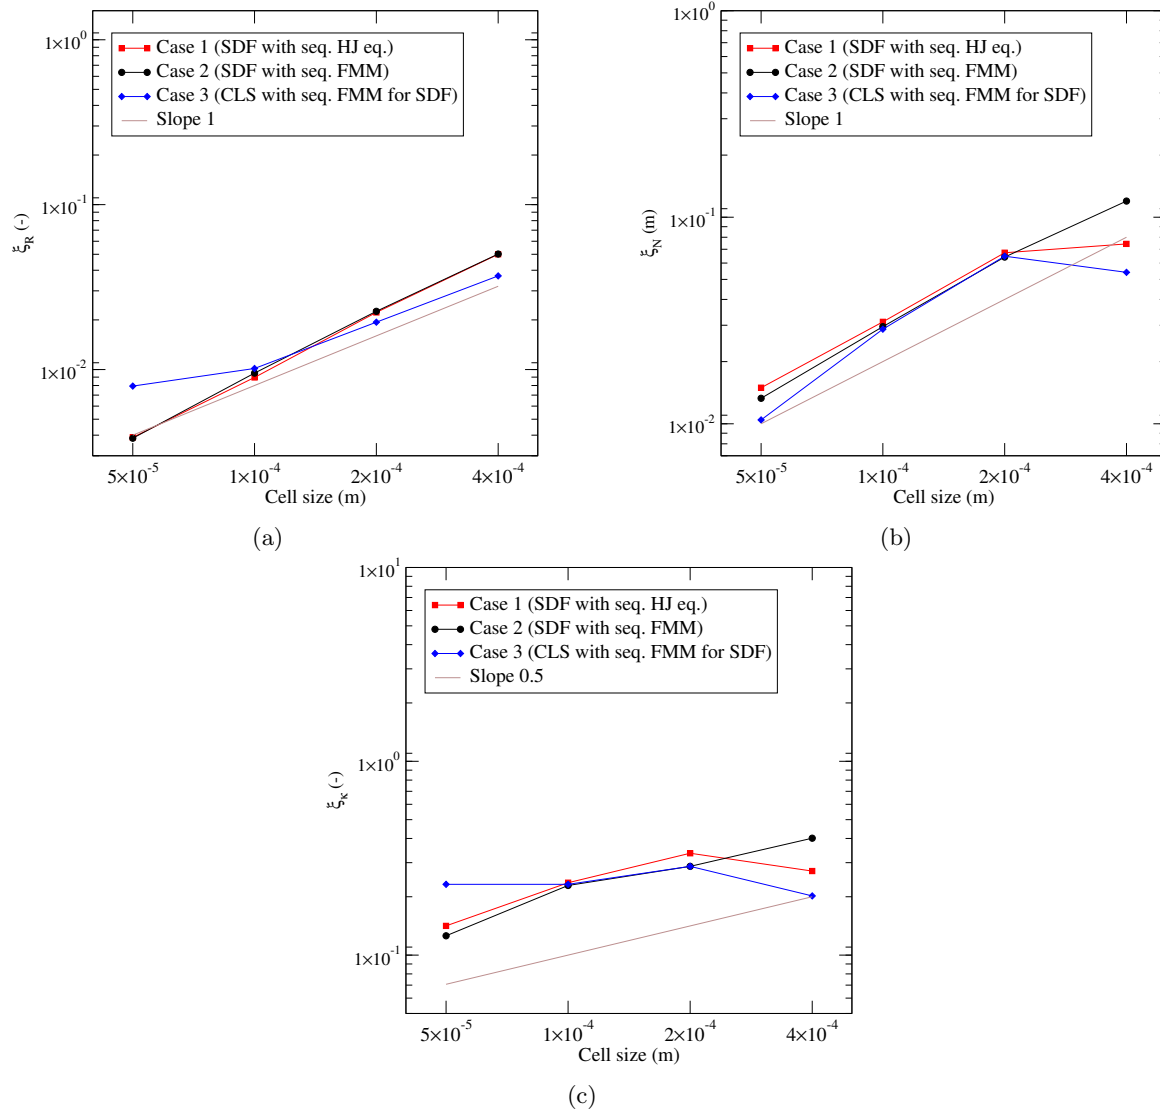 1×10⁰
1×10⁻¹
1×10⁻²
ξ_R (-)
Case 1 (SDF with seq. HJ eq.)
Case 2 (SDF with seq. FMM)
Case 3 (CLS with seq. FMM for SDF)
Slope 1
5×10⁻⁵ 1×10⁻⁴ 2×10⁻⁴ 4×10⁻⁴
Cell size (m)
(a)
1×10⁰
1×10⁻¹
1×10⁻²
ξ_N (m)
Case 1 (SDF with seq. HJ eq.)
Case 2 (SDF with seq. FMM)
Case 3 (CLS with seq. FMM for SDF)
Slope 1
5×10⁻⁵ 1×10⁻⁴ 2×10⁻⁴ 4×10⁻⁴
Cell size (m)
(b)
1×10¹
1×10⁰
1×10⁻¹
ξ_κ (-)
Case 1 (SDF with seq. HJ eq.)
Case 2 (SDF with seq. FMM)
Case 3 (CLS with seq. FMM for SDF)
Slope 0.5
5×10⁻⁵ 1×10⁻⁴ 2×10⁻⁴ 4×10⁻⁴
Cell size (m)
(c)